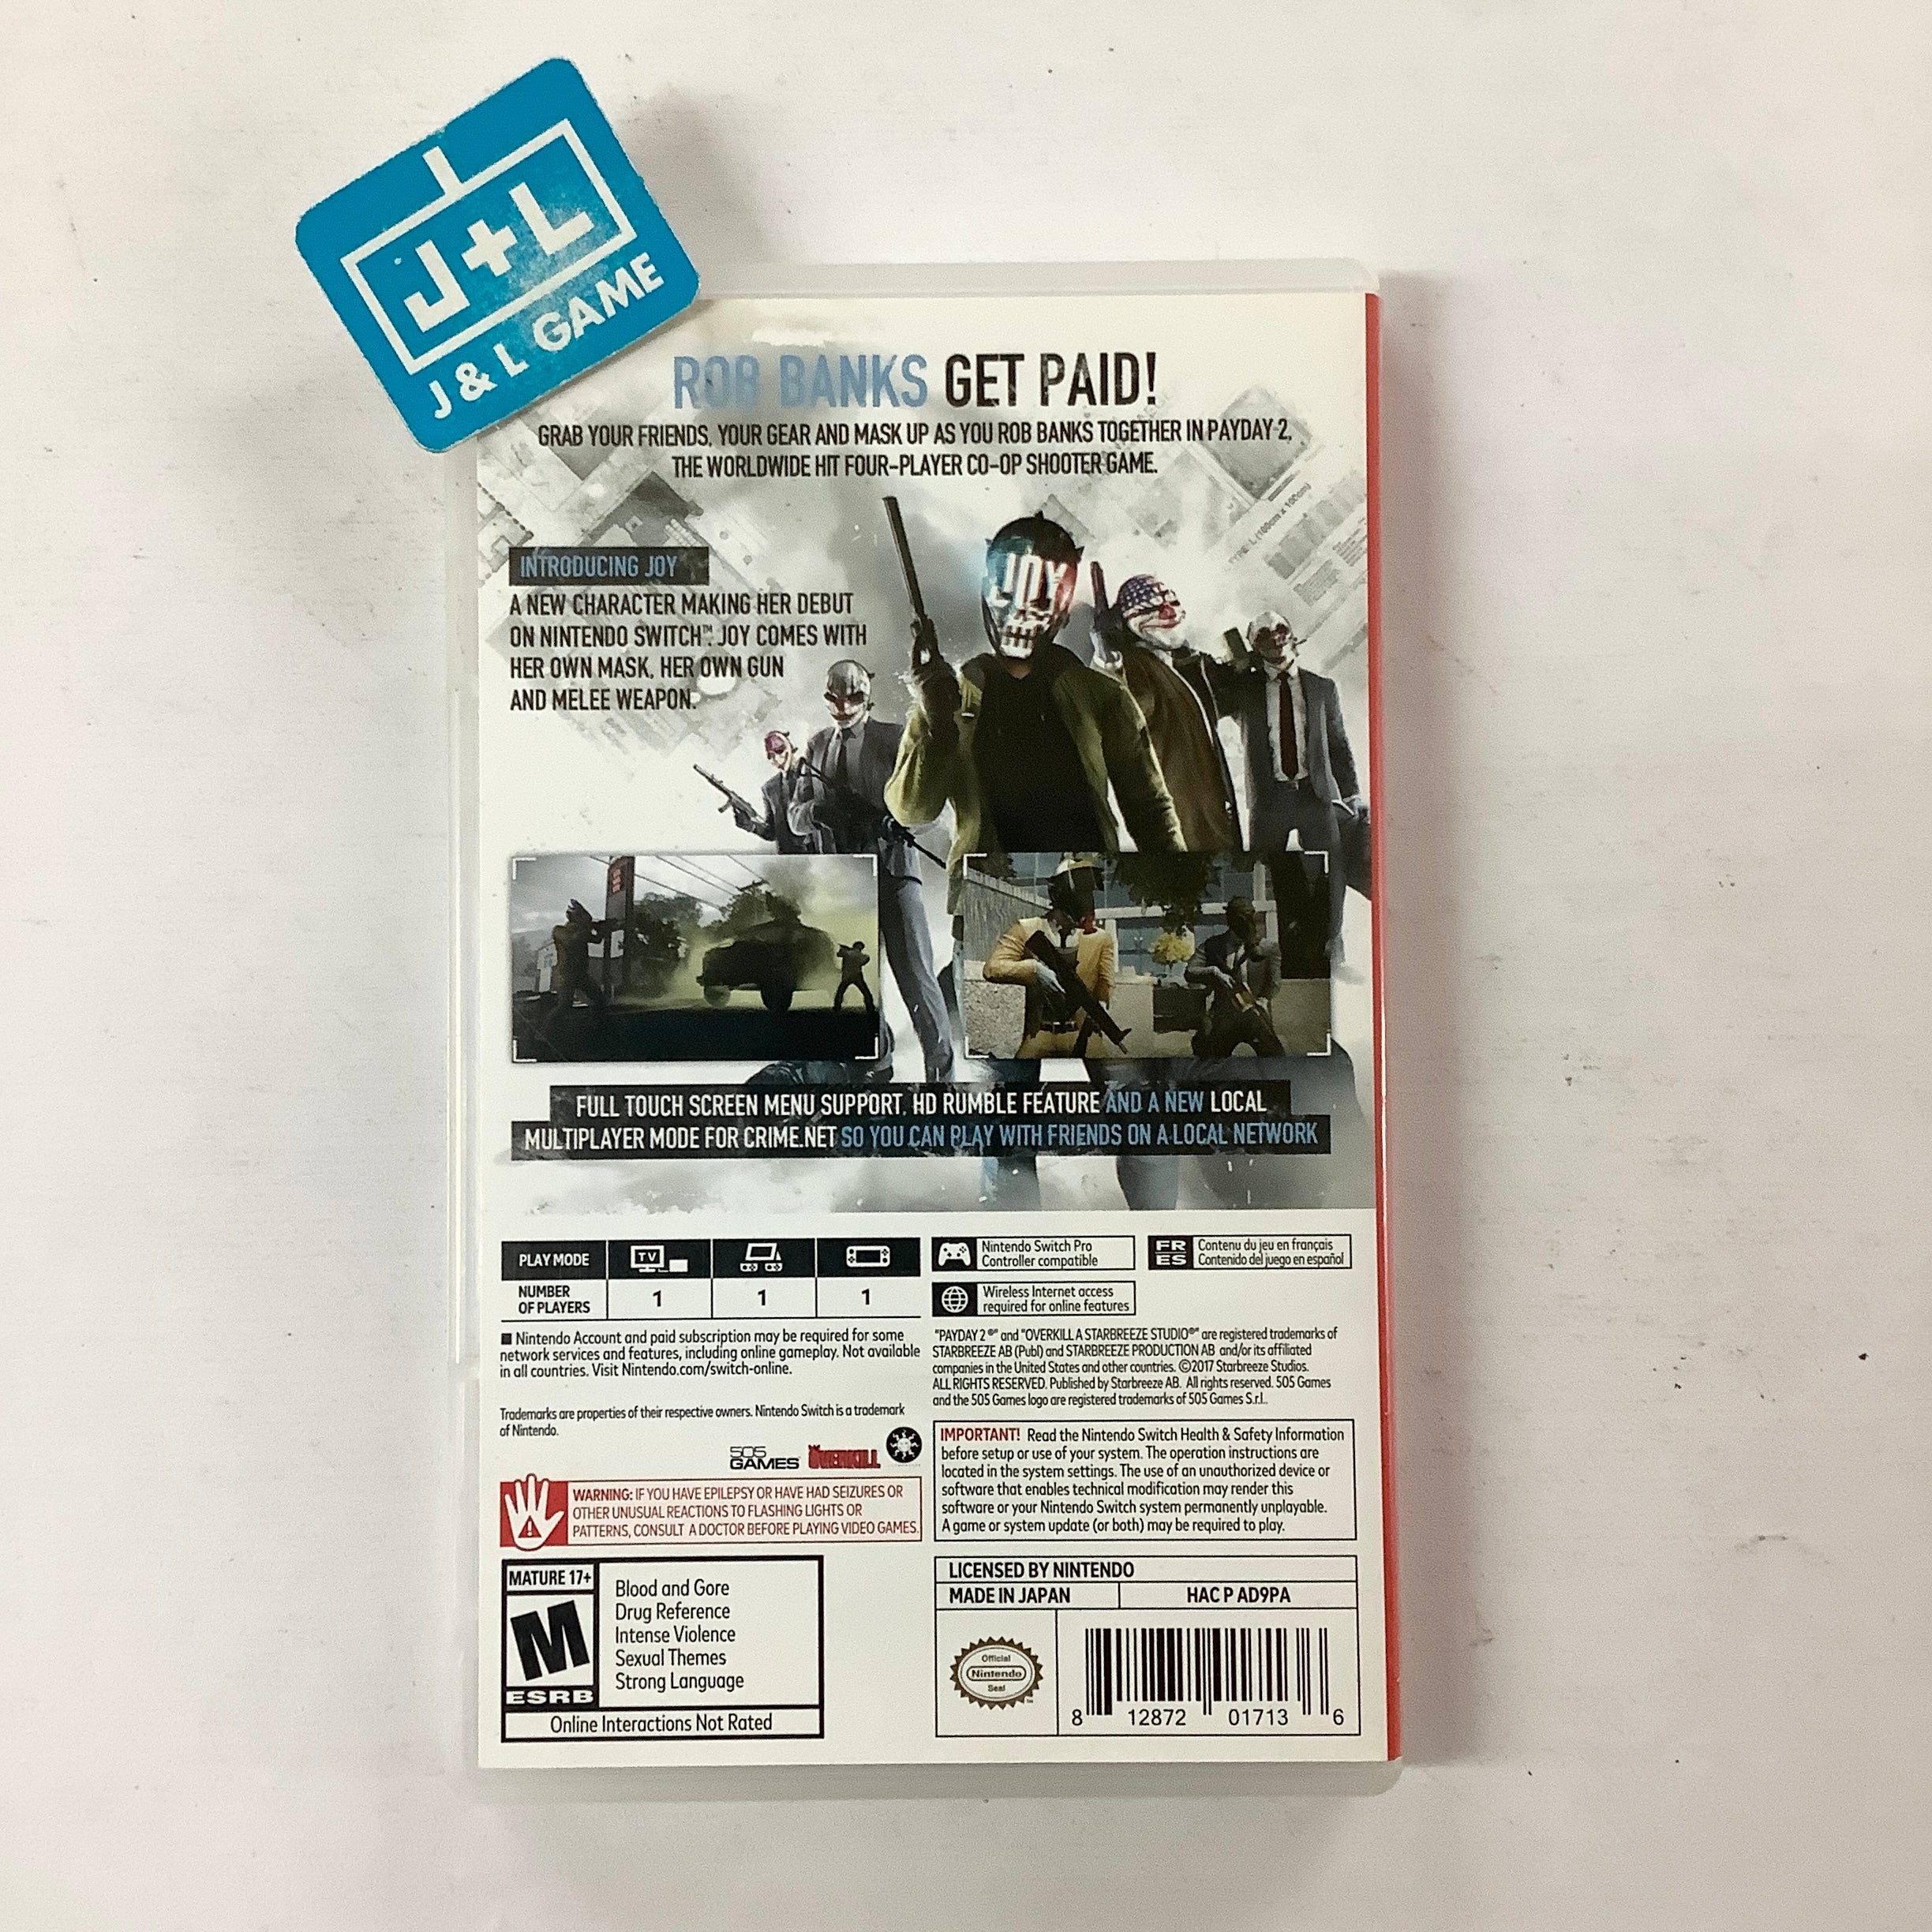 J+L
J & L GAME
ROB BANKS GET PAID!
GRAB YOUR FRIENDS, YOUR GEAR AND MASK UP AS YOU ROB BANKS TOGETHER IN PAYDAY 2,
THE WORLDWIDE HIT FOUR-PLAYER CO-OP SHOOTER GAME.
INTRODUCING JOY
A NEW CHARACTER MAKING HER DEBUT
ON NINTENDO SWITCH™. JOY COMES WITH
HER OWN MASK, HER OWN GUN
AND MELEE WEAPON.
JOY
FULL TOUCH SCREEN MENU SUPPORT, HD RUMBLE FEATURE AND A NEW LOCAL
MULTIPLAYER MODE FOR CRIME.NET SO YOU CAN PLAY WITH FRIENDS ON A LOCAL NETWORK
PLAY MODE TV
NUMBER
OF PLAYERS
1 1 1
Nintendo Switch Pro
Controller compatible
FR
ES
Contenu du jeu en français
Contenido del juego en español
Wireless Internet access
required for online features
■ Nintendo Account and paid subscription may be required for some
network services and features, including online gameplay. Not available
in all countries. Visit Nintendo.com/switch-online.
Trademarks are properties of their respective owners. Nintendo Switch is a trademark
of Nintendo.
505
GAMES
OVERKILL
"PAYDAY 2 ®" and "OVERKILL A STARBREEZE STUDIO®" are registered trademarks of
STARBREEZE AB (Publ) and STARBREEZE PRODUCTION AB and/or its affiliated
companies in the United States and other countries. ©2017 Starbreeze Studios.
ALL RIGHTS RESERVED. Published by Starbreeze AB. All rights reserved. 505 Games
and the 505 Games logo are registered trademarks of 505 Games S.r.l..
WARNING: IF YOU HAVE EPILEPSY OR HAVE HAD SEIZURES OR
OTHER UNUSUAL REACTIONS TO FLASHING LIGHTS OR
PATTERNS, CONSULT A DOCTOR BEFORE PLAYING VIDEO GAMES.
IMPORTANT! Read the Nintendo Switch Health & Safety Information
before setup or use of your system. The operation instructions are
located in the system settings. The use of an unauthorized device or
software that enables technical modification may render this
software or your Nintendo Switch system permanently unplayable.
A game or system update (or both) may be required to play.
MATURE 17+
M
ESRB
Blood and Gore
Drug Reference
Intense Violence
Sexual Themes
Strong Language
Online Interactions Not Rated
LICENSED BY NINTENDO
MADE IN JAPAN
HAC P AD9PA
Official
Nintendo
Seal
8 12872 01713 6